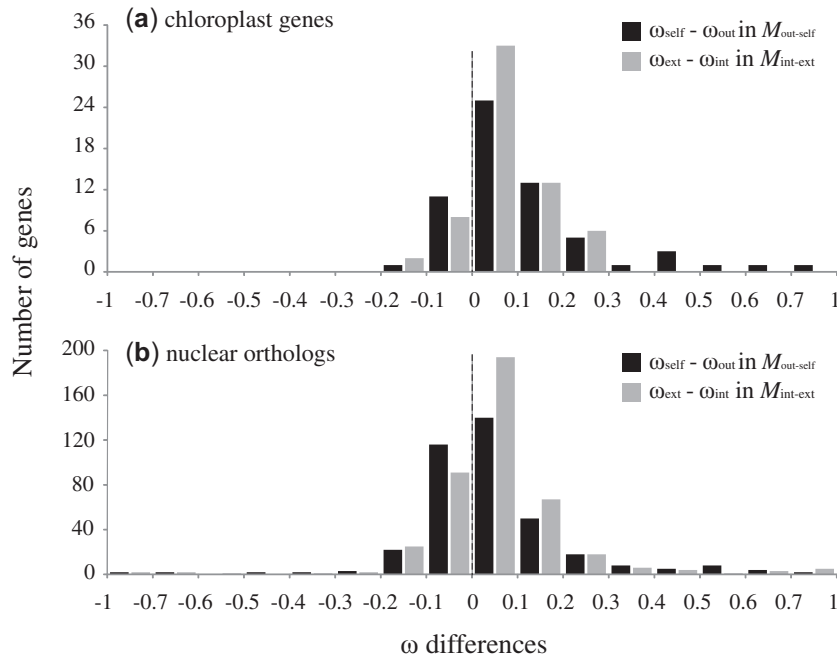 (a) chloroplast genes
ωself - ωout in Mout-self
ωext - ωint in Mint-ext
36
30
24
18
12
6
0
-1 -0.7 -0.6 -0.5 -0.4 -0.3 -0.2 -0.1 0 0.1 0.2 0.3 0.4 0.5 0.6 0.7 1
Number of genes
(b) nuclear orthologs
ωself - ωout in Mout-self
ωext - ωint in Mint-ext
200
160
120
80
40
0
-1 -0.7 -0.6 -0.5 -0.4 -0.3 -0.2 -0.1 0 0.1 0.2 0.3 0.4 0.5 0.6 0.7 1
ω differences